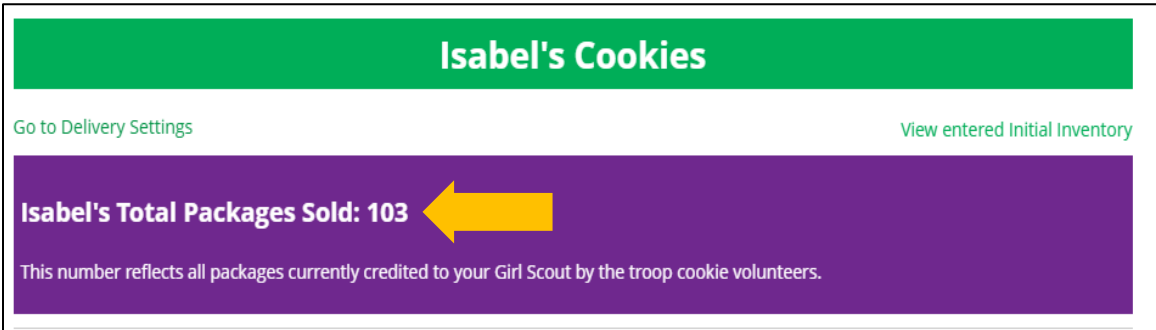 Isabel's Cookies
Go to Delivery Settings
View entered Initial Inventory
Isabel's Total Packages Sold: 103
This number reflects all packages currently credited to your Girl Scout by the troop cookie volunteers.